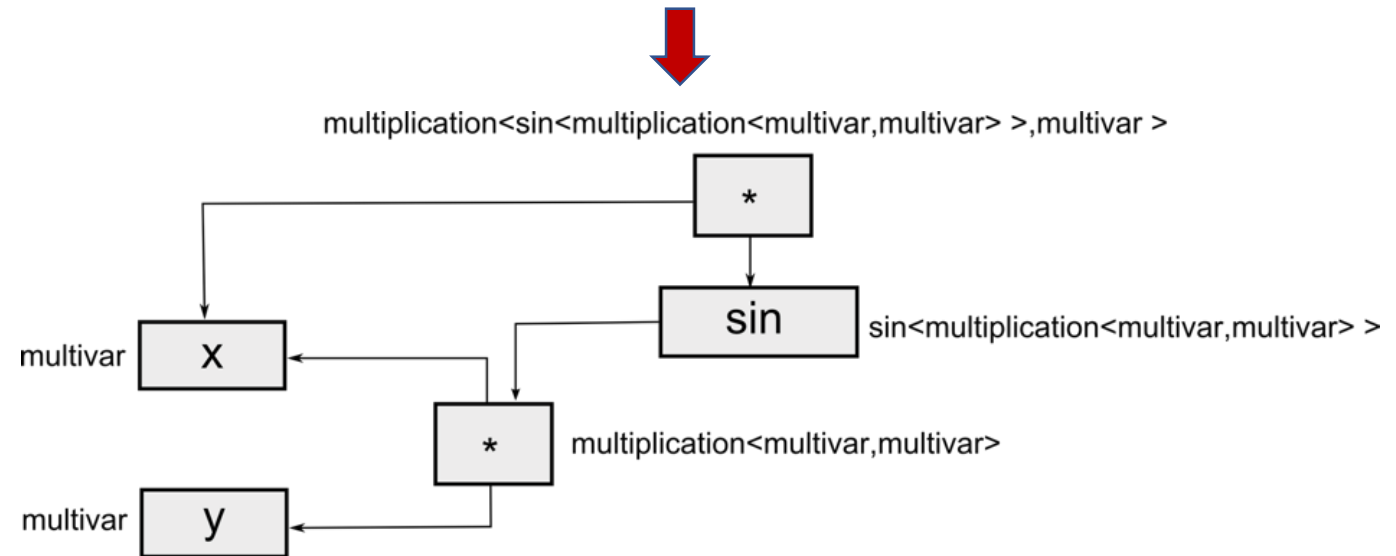 multiplication<sin<multiplication<multivar,multivar> >,multivar >
*
sin
sin<multiplication<multivar,multivar> >
multivar
x
*
multiplication<multivar,multivar>
multivar
y